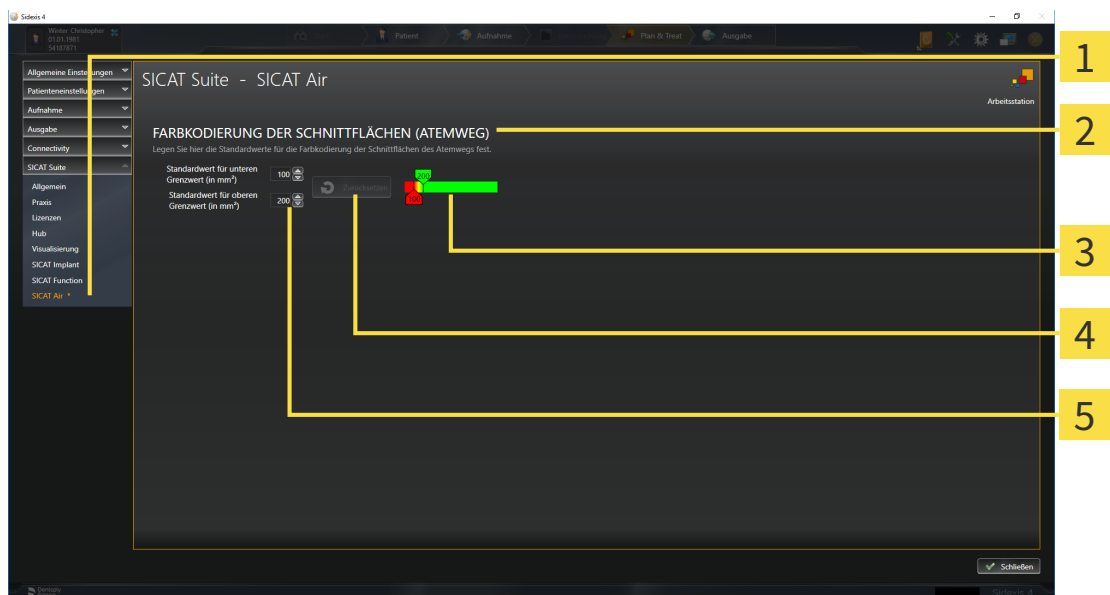 Sidexis 4
Winter Christopher
01.01.1981
54187871
Patient
Aufnahme
Plan & Treat
Ausgabe
Allgemeine Einstellungen
Patienteneinstellungen
Aufnahme
Ausgabe
Connectivity
SICAT Suite
Allgemein
Praxis
Lizenzen
Hub
Visualisierung
SICAT Implant
SICAT Function
SICAT Air *
SICAT Suite - SICAT Air
Arbeitsstation
FARBKODIERUNG DER SCHNITTFLÄCHEN (ATEMWEG)
Legen Sie hier die Standardwerte für die Farbkodierung der Schnittflächen des Atemwegs fest.
Standardwert für unteren
Grenzwert (in mm²)
100
Standardwert für oberen
Grenzwert (in mm²)
200
Zurücksetzen
200
100
Schließen
Sidexis 4
1
2
3
4
5